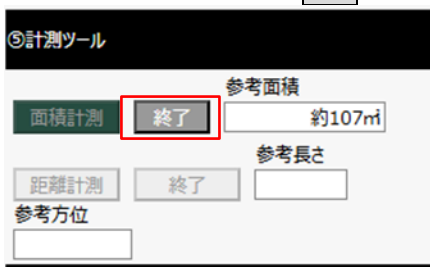 ⑤計測ツール
参考面積
面積計測 終了 約107㎡
参考長さ
距離計測 終了
参考方位